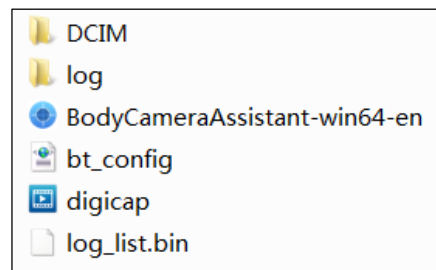 DCIM
log
BodyCameraAssistant-win64-en
bt_config
digicap
log_list.bin